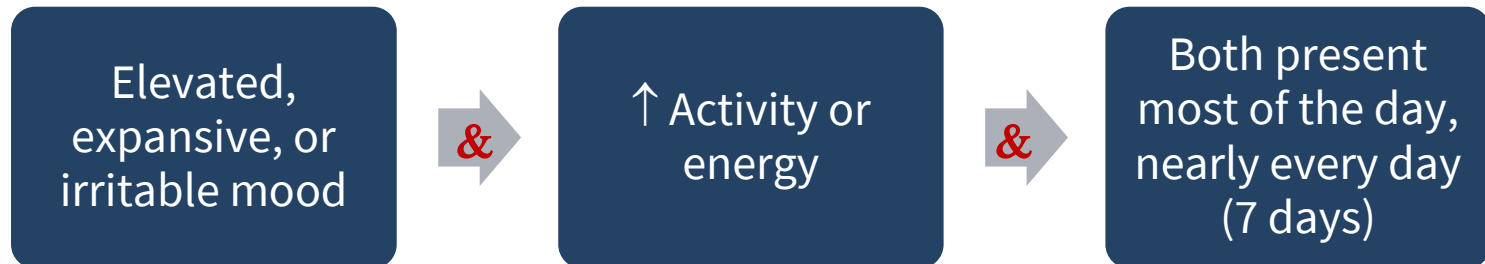 Elevated,
expansive, or
irritable mood
&
↑ Activity or
energy
&
Both present
most of the day,
nearly every day
(7 days)